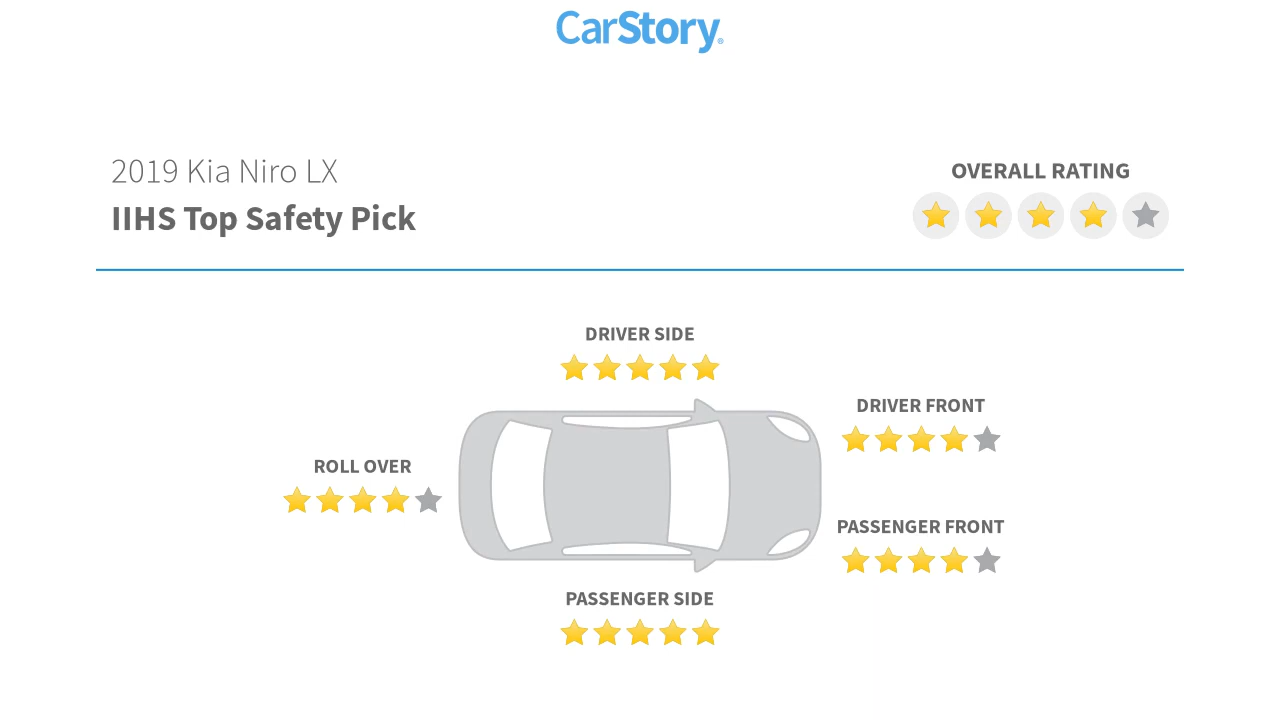 CarStory®
2019 Kia Niro LX
IIHS Top Safety Pick
OVERALL RATING
DRIVER SIDE
DRIVER FRONT
ROLL OVER
PASSENGER FRONT
PASSENGER SIDE